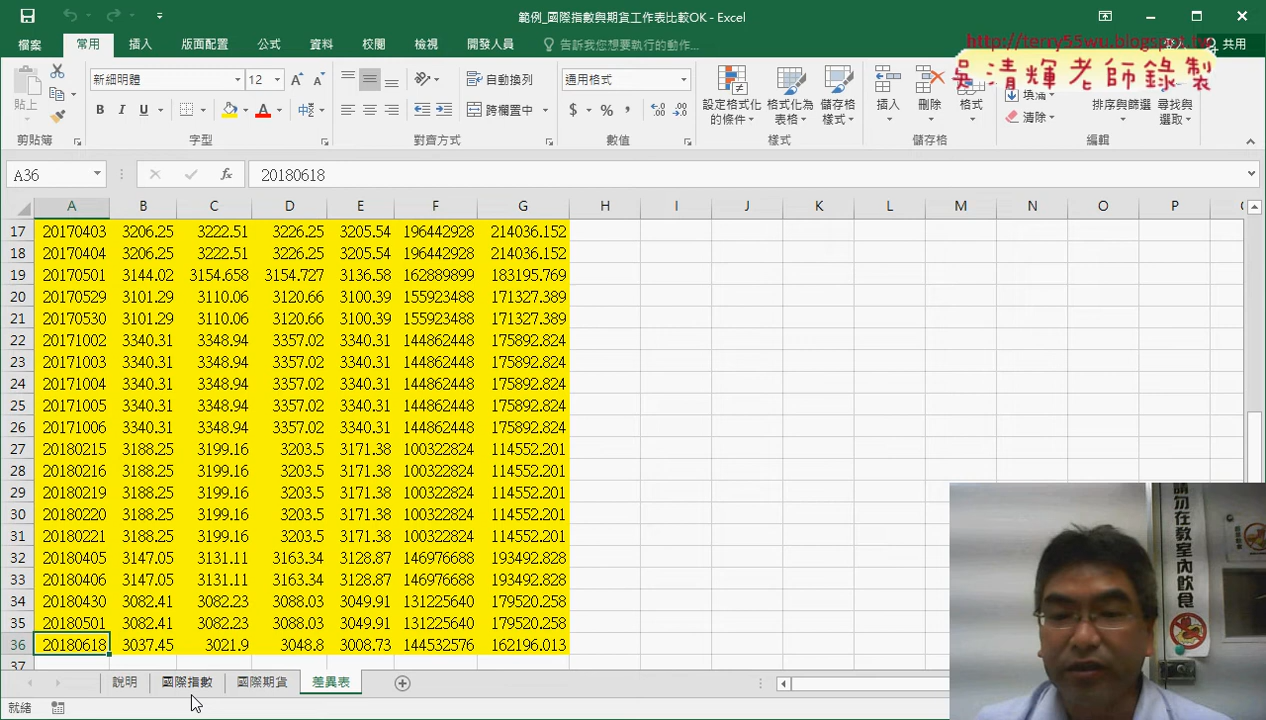 範例_國際指數與期貨工作表比較OK - Excel
檔案 常用 插入 版面配置 公式 資料 校閱 檢視 開發人員 告訴我您想要執行的動作... 登入 共用
http://terry55wu.blogspot.tw
吳清輝老師錄製
貼上 新細明體 12 自動換列 通用格式
B I U 跨欄置中 $ % ,
設定格式化的條件 格式化為表格 儲存格樣式 插入 刪除 格式 填滿 清除 排序與篩選 尋找與選取
剪貼簿 字型 對齊方式 數值 樣式 儲存格 編輯
A36 fx 20180618
A B C D E F G H I J K L M N O P
17 20170403 3206.25 3222.51 3226.25 3205.54 196442928 214036.152
18 20170404 3206.25 3222.51 3226.25 3205.54 196442928 214036.152
19 20170501 3144.02 3154.658 3154.727 3136.58 162889899 183195.769
20 20170529 3101.29 3110.06 3120.66 3100.39 155923488 171327.389
21 20170530 3101.29 3110.06 3120.66 3100.39 155923488 171327.389
22 20171002 3340.31 3348.94 3357.02 3340.31 144862448 175892.824
23 20171003 3340.31 3348.94 3357.02 3340.31 144862448 175892.824
24 20171004 3340.31 3348.94 3357.02 3340.31 144862448 175892.824
25 20171005 3340.31 3348.94 3357.02 3340.31 144862448 175892.824
26 20171006 3340.31 3348.94 3357.02 3340.31 144862448 175892.824
27 20180215 3188.25 3199.16 3203.5 3171.38 100322824 114552.201
28 20180216 3188.25 3199.16 3203.5 3171.38 100322824 114552.201
29 20180219 3188.25 3199.16 3203.5 3171.38 100322824 114552.201
30 20180220 3188.25 3199.16 3203.5 3171.38 100322824 114552.201
31 20180221 3188.25 3199.16 3203.5 3171.38 100322824 114552.201
32 20180405 3147.05 3131.11 3163.34 3128.87 146976688 193492.828
33 20180406 3147.05 3131.11 3163.34 3128.87 146976688 193492.828
34 20180430 3082.41 3082.23 3088.03 3049.91 131225640 179520.258
35 20180501 3082.41 3082.23 3088.03 3049.91 131225640 179520.258
36 20180618 3037.45 3021.9 3048.8 3008.73 144532576 162196.013
37
請勿在教室內飲食
說明 國際指數 國際期貨 差異表
就緒